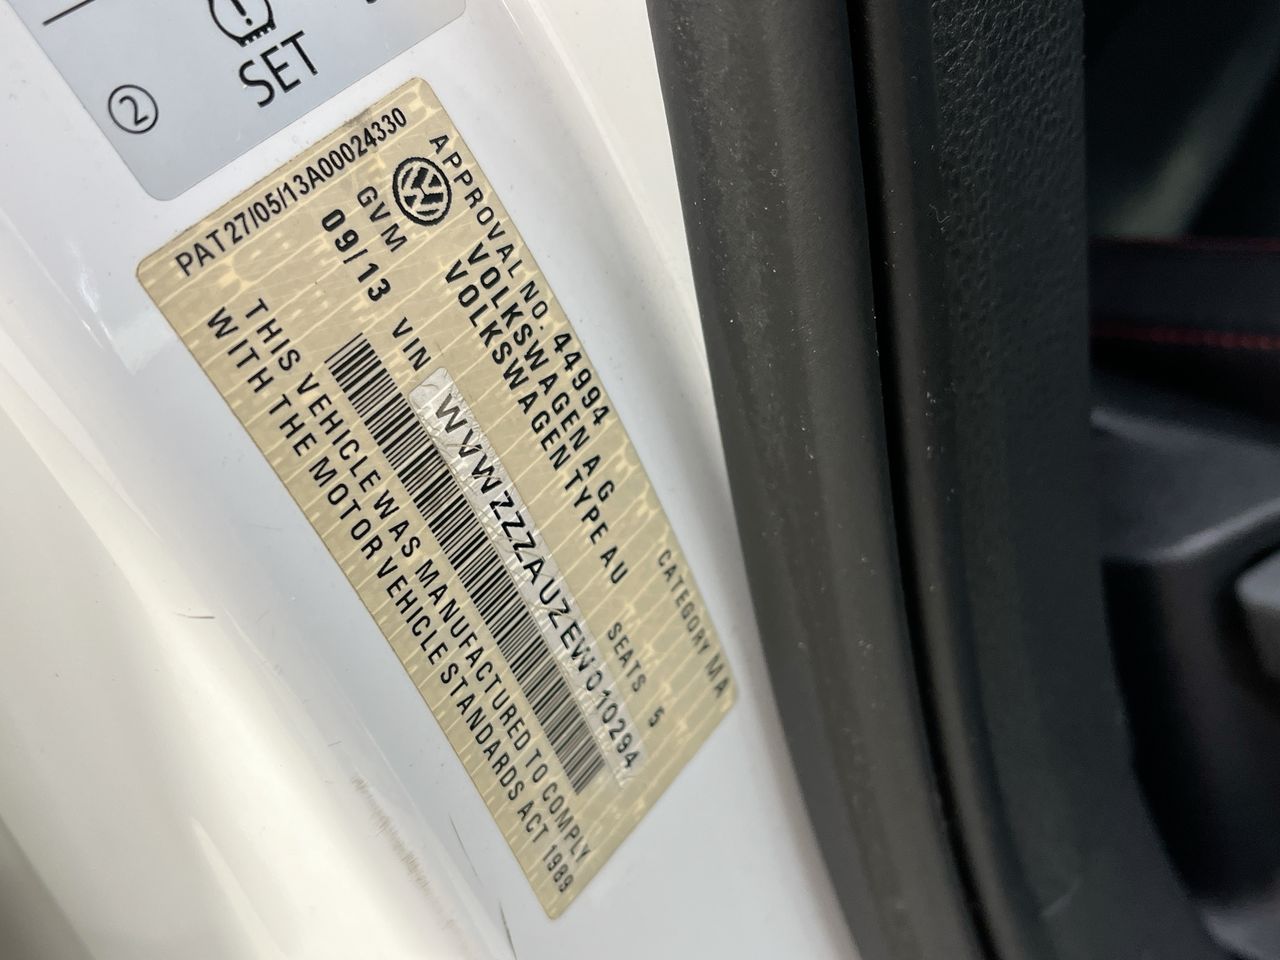 SET
②
PAT27/05/13A00024330
APPROVAL NO. 44994
VOLKSWAGEN A G
VOLKSWAGEN TYPE AU
CATEGORY MA
GVM
SEATS 5
09/13
VIN WVWZZZAUZEW010294
THIS VEHICLE WAS MANUFACTURED TO COMPLY
WITH THE MOTOR VEHICLE STANDARDS ACT 1989